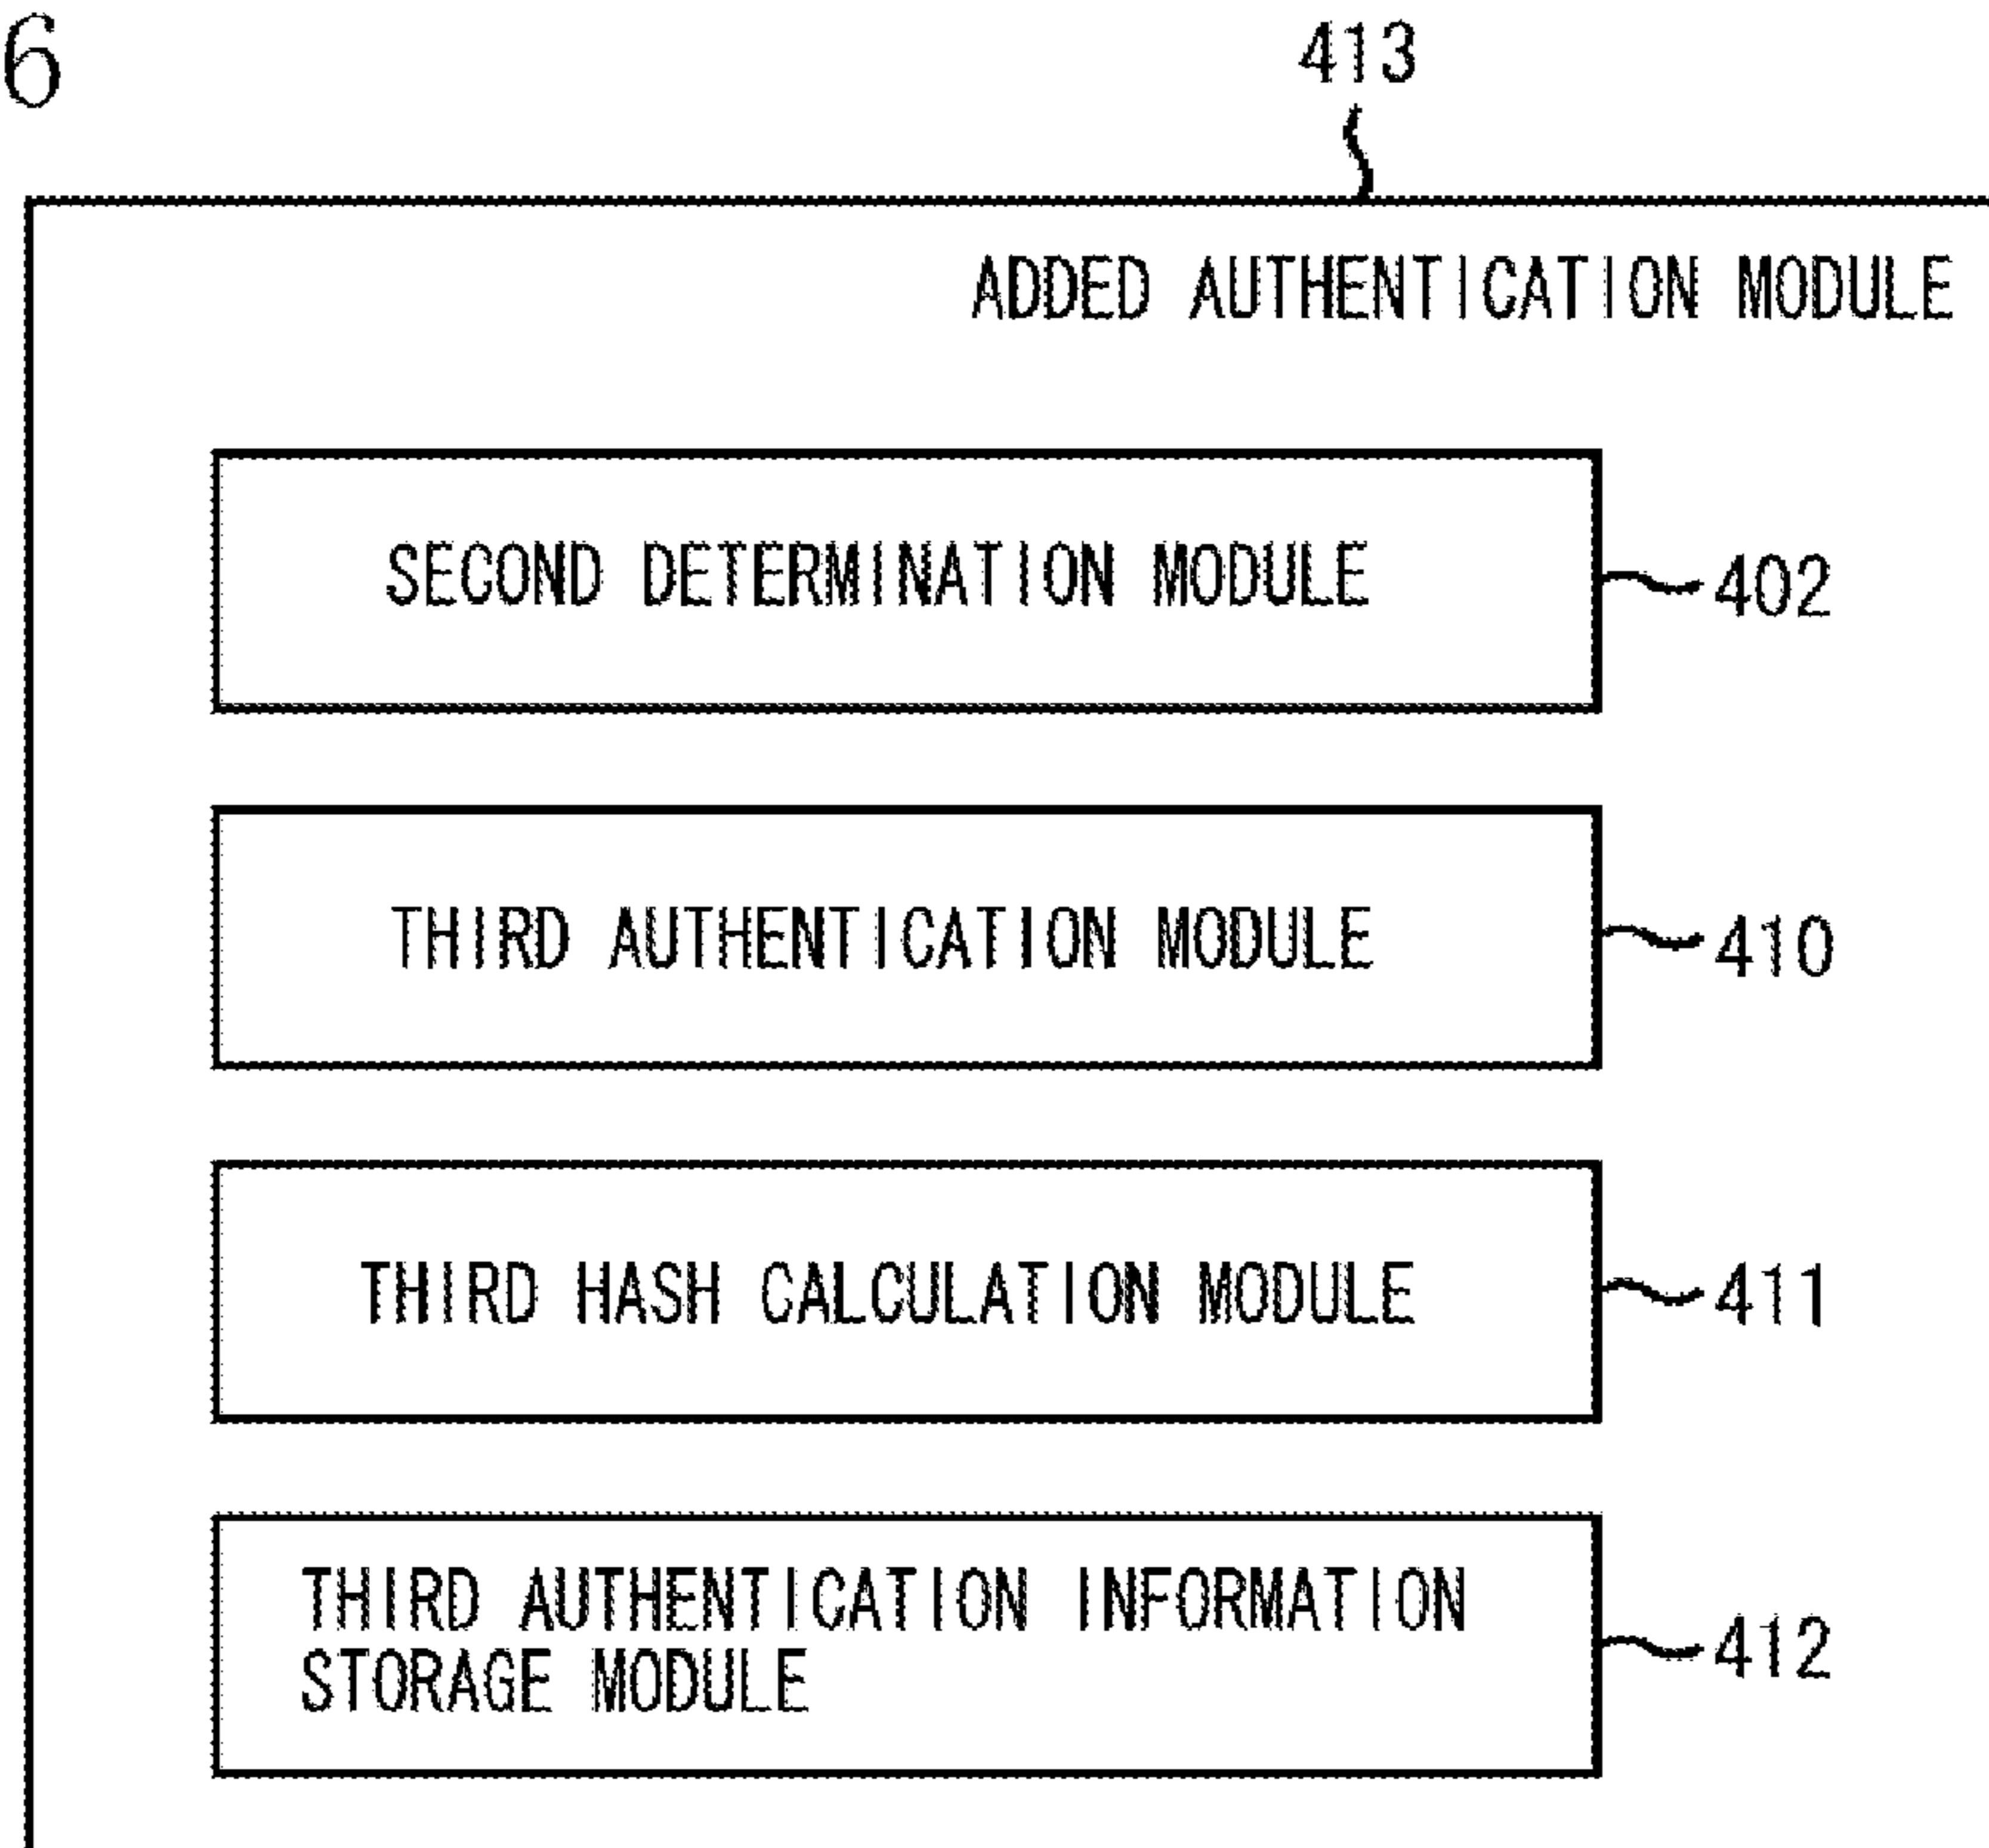 6
413
ADDED AUTHENTICATION MODULE
SECOND DETERMINATION MODULE
402
THIRD AUTHENTICATION MODULE
410
THIRD HASH CALCULATION MODULE
411
THIRD AUTHENTICATION INFORMATION
STORAGE MODULE
412